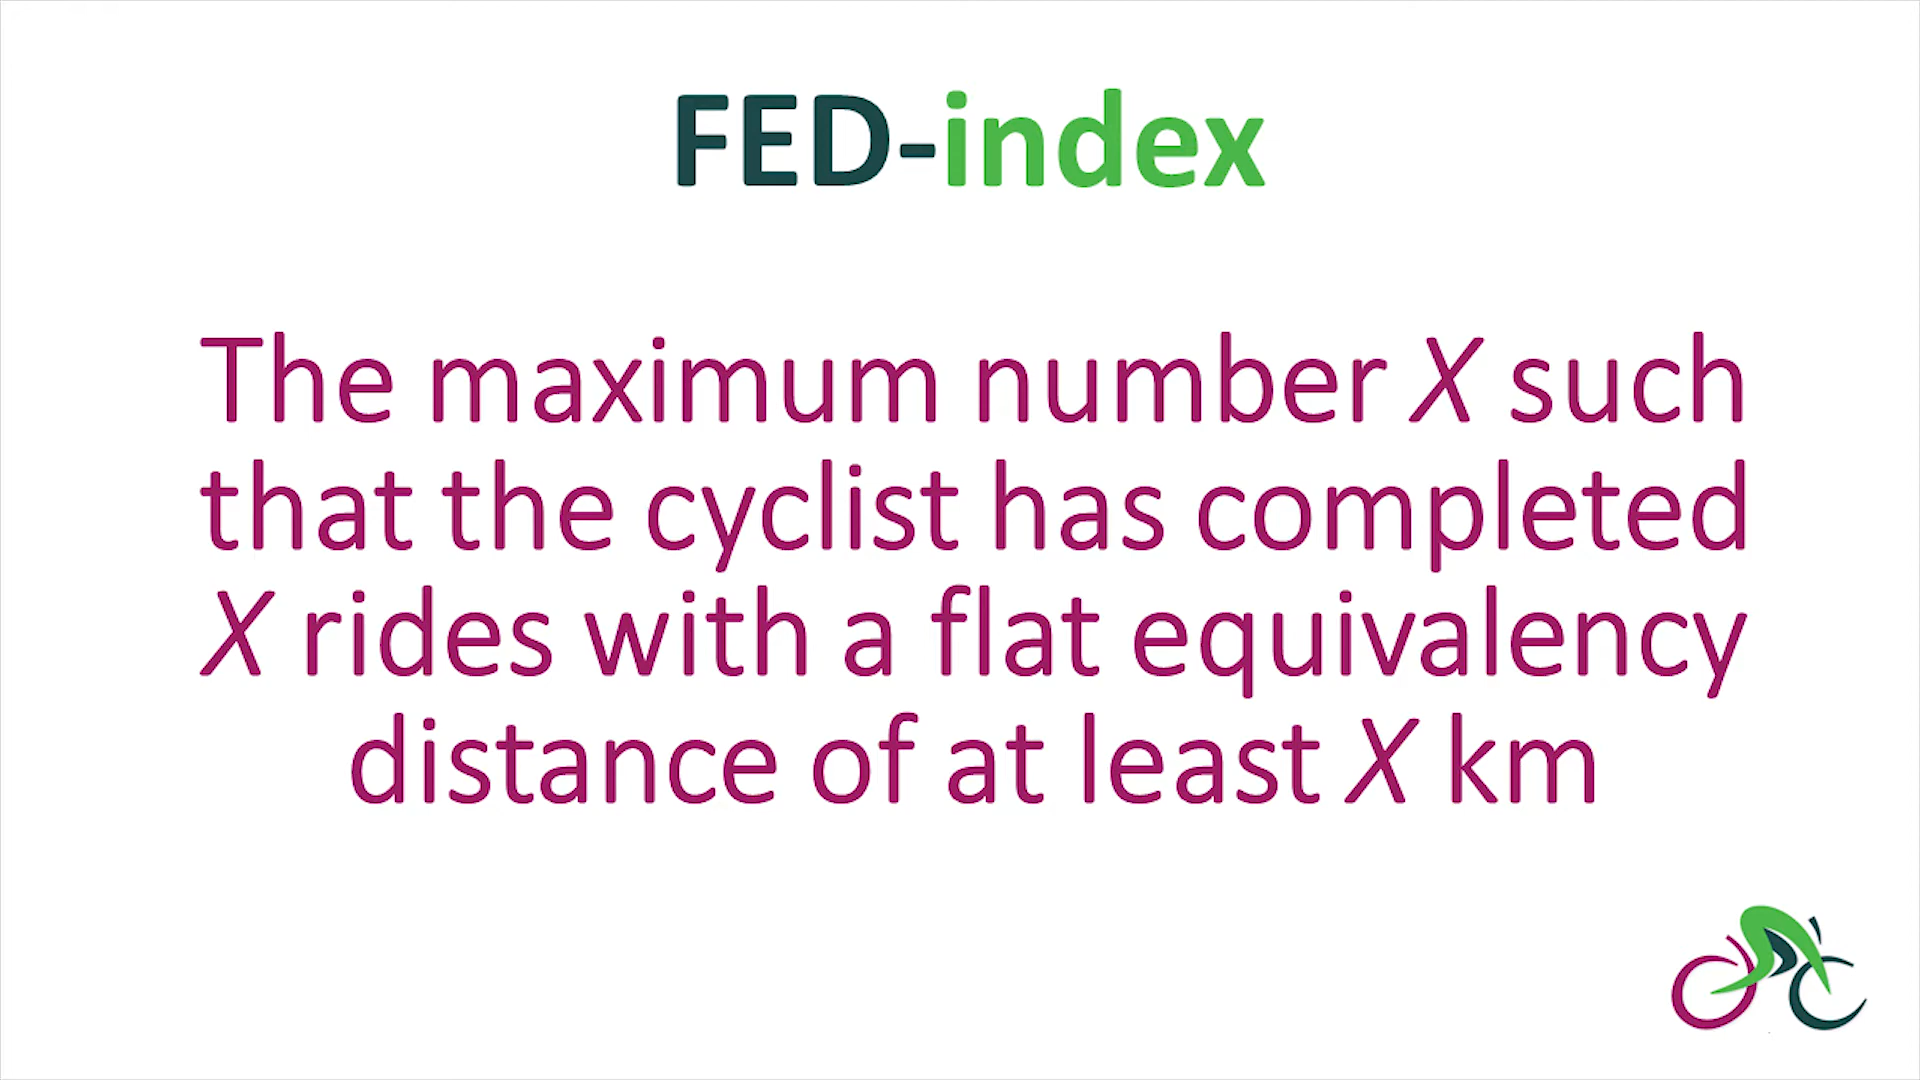 FED-index
The maximum number X such
that the cyclist has completed
X rides with a flat equivalency
distance of at least X km